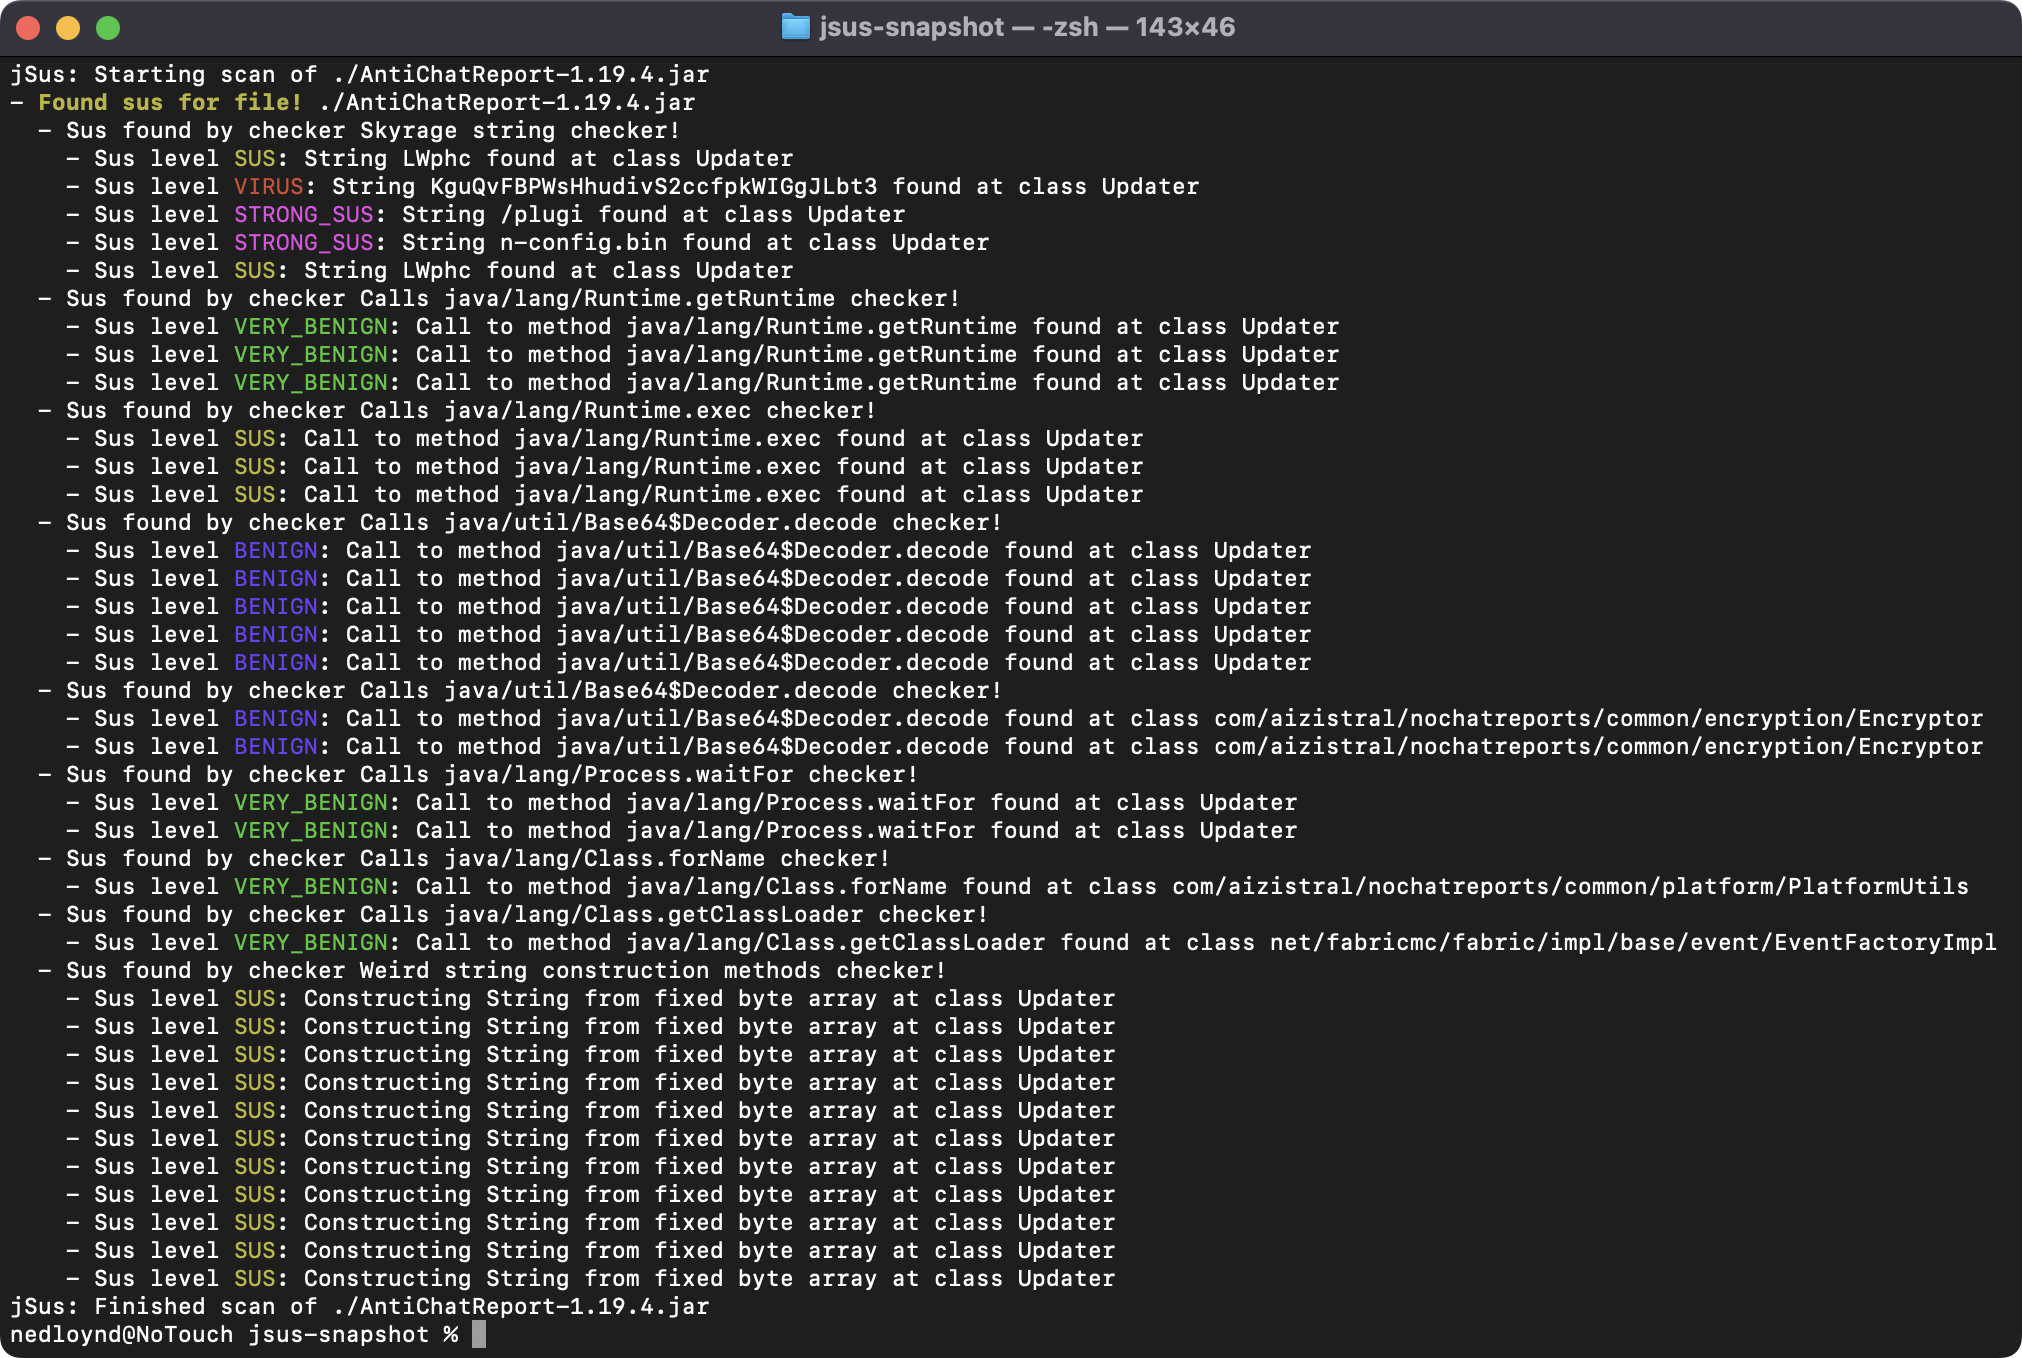 jsus-snapshot — -zsh — 143×46
jSus: Starting scan of ./AntiChatReport-1.19.4.jar
- Found sus for file! ./AntiChatReport-1.19.4.jar
  - Sus found by checker Skyrage string checker!
    - Sus level SUS: String LWphc found at class Updater
    - Sus level VIRUS: String KguQvFBPWsHhudivS2ccfpkWIGgJLbt3 found at class Updater
    - Sus level STRONG_SUS: String /plugi found at class Updater
    - Sus level STRONG_SUS: String n-config.bin found at class Updater
    - Sus level SUS: String LWphc found at class Updater
  - Sus found by checker Calls java/lang/Runtime.getRuntime checker!
    - Sus level VERY_BENIGN: Call to method java/lang/Runtime.getRuntime found at class Updater
    - Sus level VERY_BENIGN: Call to method java/lang/Runtime.getRuntime found at class Updater
    - Sus level VERY_BENIGN: Call to method java/lang/Runtime.getRuntime found at class Updater
  - Sus found by checker Calls java/lang/Runtime.exec checker!
    - Sus level SUS: Call to method java/lang/Runtime.exec found at class Updater
    - Sus level SUS: Call to method java/lang/Runtime.exec found at class Updater
    - Sus level SUS: Call to method java/lang/Runtime.exec found at class Updater
  - Sus found by checker Calls java/util/Base64$Decoder.decode checker!
    - Sus level BENIGN: Call to method java/util/Base64$Decoder.decode found at class Updater
    - Sus level BENIGN: Call to method java/util/Base64$Decoder.decode found at class Updater
    - Sus level BENIGN: Call to method java/util/Base64$Decoder.decode found at class Updater
    - Sus level BENIGN: Call to method java/util/Base64$Decoder.decode found at class Updater
    - Sus level BENIGN: Call to method java/util/Base64$Decoder.decode found at class Updater
  - Sus found by checker Calls java/util/Base64$Decoder.decode checker!
    - Sus level BENIGN: Call to method java/util/Base64$Decoder.decode found at class com/aizistral/nochatreports/common/encryption/Encryptor
    - Sus level BENIGN: Call to method java/util/Base64$Decoder.decode found at class com/aizistral/nochatreports/common/encryption/Encryptor
  - Sus found by checker Calls java/lang/Process.waitFor checker!
    - Sus level VERY_BENIGN: Call to method java/lang/Process.waitFor found at class Updater
    - Sus level VERY_BENIGN: Call to method java/lang/Process.waitFor found at class Updater
  - Sus found by checker Calls java/lang/Class.forName checker!
    - Sus level VERY_BENIGN: Call to method java/lang/Class.forName found at class com/aizistral/nochatreports/common/platform/PlatformUtils
  - Sus found by checker Calls java/lang/Class.getClassLoader checker!
    - Sus level VERY_BENIGN: Call to method java/lang/Class.getClassLoader found at class net/fabricmc/fabric/impl/base/event/EventFactoryImpl
  - Sus found by checker Weird string construction methods checker!
    - Sus level SUS: Constructing String from fixed byte array at class Updater
    - Sus level SUS: Constructing String from fixed byte array at class Updater
    - Sus level SUS: Constructing String from fixed byte array at class Updater
    - Sus level SUS: Constructing String from fixed byte array at class Updater
    - Sus level SUS: Constructing String from fixed byte array at class Updater
    - Sus level SUS: Constructing String from fixed byte array at class Updater
    - Sus level SUS: Constructing String from fixed byte array at class Updater
    - Sus level SUS: Constructing String from fixed byte array at class Updater
    - Sus level SUS: Constructing String from fixed byte array at class Updater
    - Sus level SUS: Constructing String from fixed byte array at class Updater
    - Sus level SUS: Constructing String from fixed byte array at class Updater
jSus: Finished scan of ./AntiChatReport-1.19.4.jar
nedloynd@NoTouch jsus-snapshot %